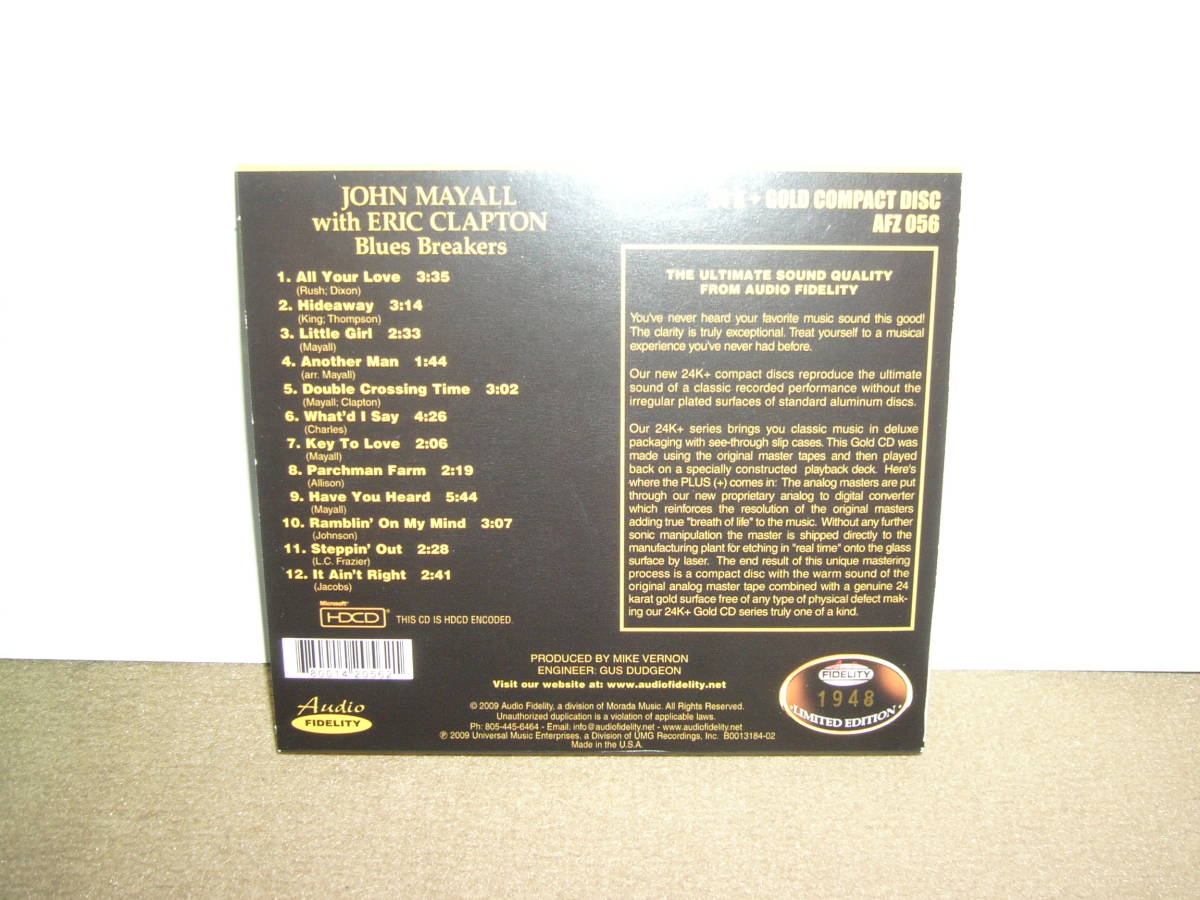 JOHN MAYALL
with ERIC CLAPTON
Blues Breakers
1. All Your Love 3:35
(Rush; Dixon)
2. Hideaway 3:14
(King; Thompson)
3. Little Girl 2:33
(Mayall)
4. Another Man 1:44
(arr. Mayall)
5. Double Crossing Time 3:02
(Mayall; Clapton)
6. What'd I Say 4:26
(Charles)
7. Key To Love 2:06
(Mayall)
8. Parchman Farm 2:19
(Allison)
9. Have You Heard 5:44
(Mayall)
10. Ramblin' On My Mind 3:07
(Johnson)
11. Steppin' Out 2:28
(L.C. Frazier)
12. It Ain't Right 2:41
(Jacobs)
Microsoft
HDCD
THIS CD IS HDCD ENCODED.
+ GOLD COMPACT DISC
AFZ 056
THE ULTIMATE SOUND QUALITY
FROM AUDIO FIDELITY
You've never heard your favorite music sound this good!
The clarity is truly exceptional. Treat yourself to a musical
experience you've never had before.
Our new 24K+ compact discs reproduce the ultimate
sound of a classic recorded performance without the
irregular plated surfaces of standard aluminum discs.
Our 24K+ series brings you classic music in deluxe
packaging with see-through slip cases. This Gold CD was
made using the original master tapes and then played
back on a specially constructed playback deck. Here's
where the PLUS (+) comes in: The analog masters are put
through our new proprietary analog to digital converter
which reinforces the resolution of the original masters
adding true "breath of life" to the music. Without any further
sonic manipulation the master is shipped directly to the
manufacturing plant for etching in "real time" onto the glass
surface by laser. The end result of this unique mastering
process is a compact disc with the warm sound of the
original analog master tape combined with a genuine 24
karat gold surface free of any type of physical defect mak-
ing our 24K+ Gold CD series truly one of a kind.
PRODUCED BY MIKE VERNON
ENGINEER: GUS DUDGEON
Visit our website at: www.audiofidelity.net
Audio
FIDELITY
© 2009 Audio Fidelity, a division of Morada Music. All Rights Reserved.
Unauthorized duplication is a violation of applicable laws.
Ph: 805-445-6464 - Email: info@audiofidelity.net - www.audiofidelity.net
℗ 2009 Universal Music Enterprises, a Division of UMG Recordings, Inc. B0013184-02
Made in the U.S.A.
FIDELITY
1948
LIMITED EDITION